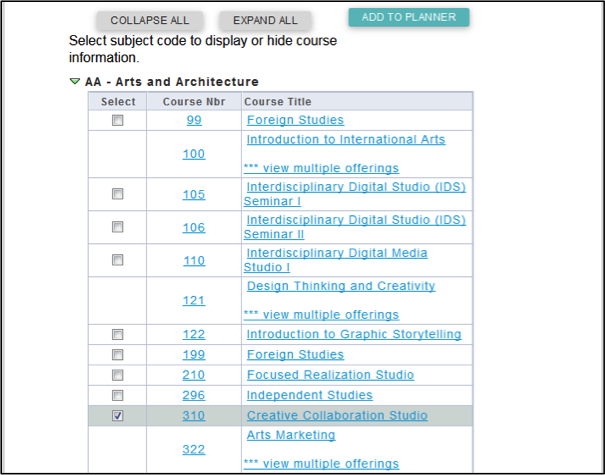 COLLAPSE ALL EXPAND ALL ADD TO PLANNER
Select subject code to display or hide course
information.
AA - Arts and Architecture
Select Course Nbr Course Title
99 Foreign Studies
100 Introduction to International Arts
*** view multiple offerings
105 Interdisciplinary Digital Studio (IDS)
Seminar I
106 Interdisciplinary Digital Studio (IDS)
Seminar II
110 Interdisciplinary Digital Media
Studio I
121 Design Thinking and Creativity
*** view multiple offerings
122 Introduction to Graphic Storytelling
199 Foreign Studies
210 Focused Realization Studio
296 Independent Studies
310 Creative Collaboration Studio
322 Arts Marketing
*** view multiple offerings